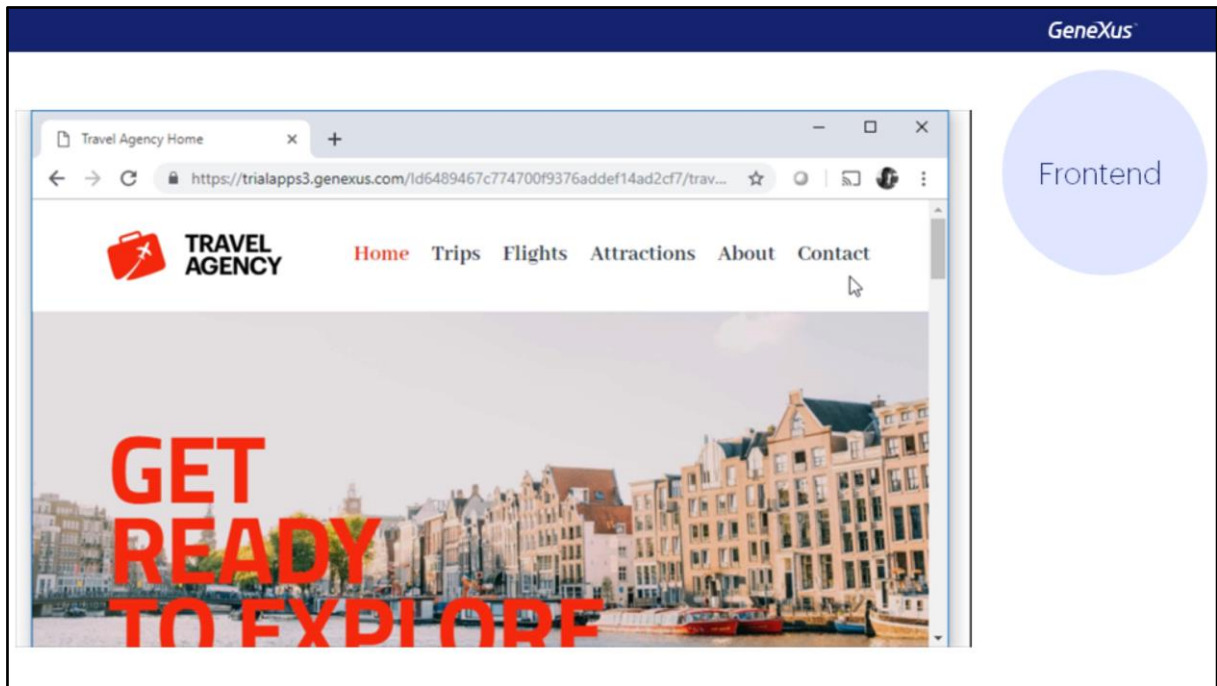 GeneXus™
Travel Agency Home
https://trialapps3.genexus.com/Id6489467c774700f9376addef14ad2cf7/trav...
Frontend
TRAVEL
AGENCY
Home Trips Flights Attractions About Contact
GET
READY
TO EXPLORE